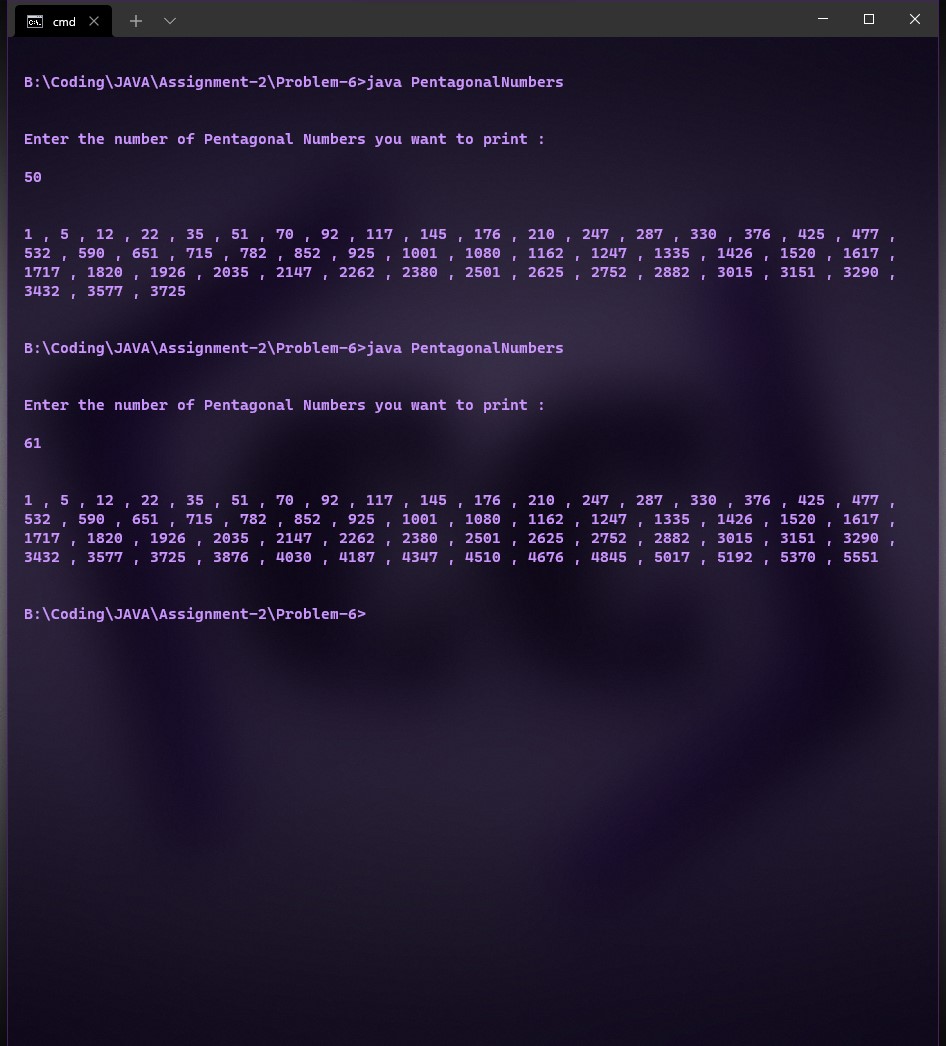 cmd
B:\Coding\JAVA\Assignment-2\Problem-6>java PentagonalNumbers
Enter the number of Pentagonal Numbers you want to print :
50
1 , 5 , 12 , 22 , 35 , 51 , 70 , 92 , 117 , 145 , 176 , 210 , 247 , 287 , 330 , 376 , 425 , 477 ,
532 , 590 , 651 , 715 , 782 , 852 , 925 , 1001 , 1080 , 1162 , 1247 , 1335 , 1426 , 1520 , 1617 ,
1717 , 1820 , 1926 , 2035 , 2147 , 2262 , 2380 , 2501 , 2625 , 2752 , 2882 , 3015 , 3151 , 3290 ,
3432 , 3577 , 3725
B:\Coding\JAVA\Assignment-2\Problem-6>java PentagonalNumbers
Enter the number of Pentagonal Numbers you want to print :
61
1 , 5 , 12 , 22 , 35 , 51 , 70 , 92 , 117 , 145 , 176 , 210 , 247 , 287 , 330 , 376 , 425 , 477 ,
532 , 590 , 651 , 715 , 782 , 852 , 925 , 1001 , 1080 , 1162 , 1247 , 1335 , 1426 , 1520 , 1617 ,
1717 , 1820 , 1926 , 2035 , 2147 , 2262 , 2380 , 2501 , 2625 , 2752 , 2882 , 3015 , 3151 , 3290 ,
3432 , 3577 , 3725 , 3876 , 4030 , 4187 , 4347 , 4510 , 4676 , 4845 , 5017 , 5192 , 5370 , 5551
B:\Coding\JAVA\Assignment-2\Problem-6>